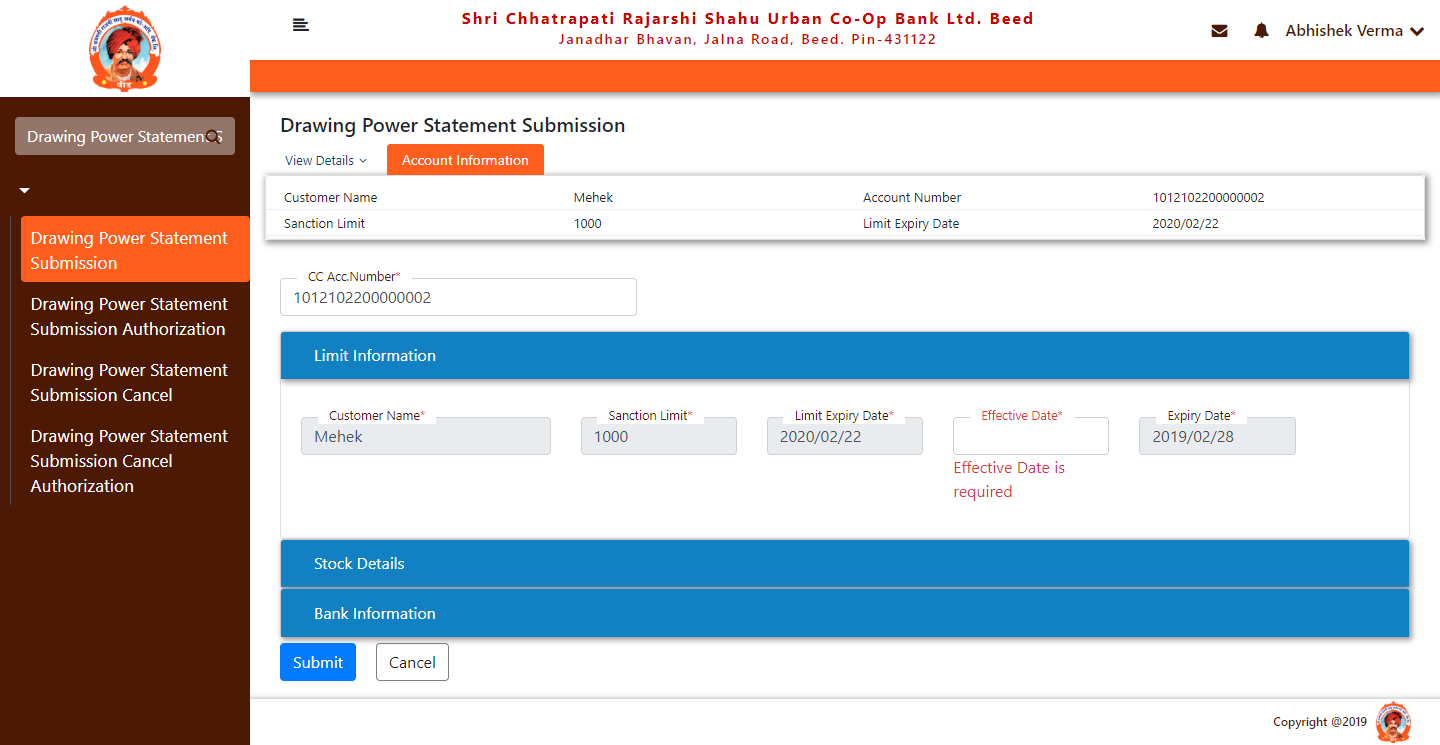 वीड
Shri Chhatrapati Rajarshi Shahu Urban Co-Op Bank Ltd. Beed
Janadhar Bhavan, Jalna Road, Beed. Pin-431122
Abhishek Verma
Drawing Power Statement S
Drawing Power Statement
Submission
Drawing Power Statement
Submission Authorization
Drawing Power Statement
Submission Cancel
Drawing Power Statement
Submission Cancel
Authorization
Drawing Power Statement Submission
View Details
Account Information
Customer Name Mehek Account Number 1012102200000002
Sanction Limit 1000 Limit Expiry Date 2020/02/22
CC Acc.Number*
1012102200000002
Limit Information
Customer Name* Sanction Limit* Limit Expiry Date* Effective Date* Expiry Date*
Mehek 1000 2020/02/22 2019/02/28
Effective Date is
required
Stock Details
Bank Information
Submit Cancel
Copyright @2019